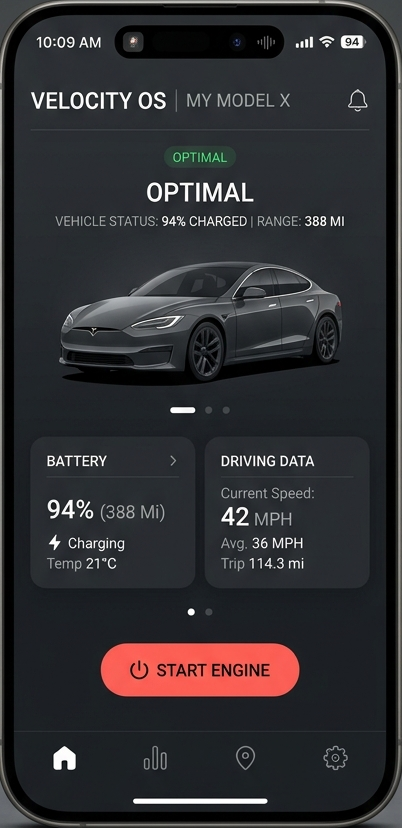 10:09 AM 94
VELOCITY OS | MY MODEL X
OPTIMAL
OPTIMAL
VEHICLE STATUS: 94% CHARGED | RANGE: 388 MI
BATTERY
94% (388 Mi)
Charging
Temp 21°C
DRIVING DATA
Current Speed:
42 MPH
Avg. 36 MPH
Trip 114.3 mi
START ENGINE